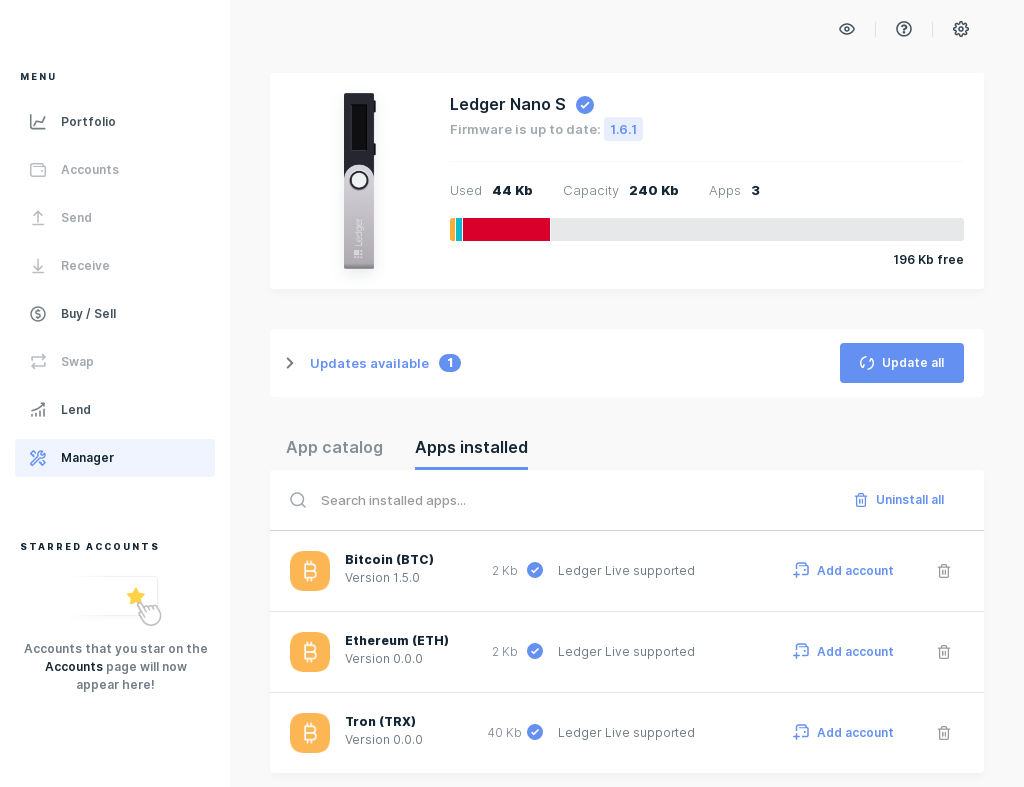 MENU
Portfolio
Accounts
Send
Receive
Buy / Sell
Swap
Lend
Manager
STARRED ACCOUNTS
Accounts that you star on the
Accounts page will now
appear here!
Ledger
Ledger Nano S
Firmware is up to date: 1.6.1
Used 44 Kb Capacity 240 Kb Apps 3
196 Kb free
Updates available 1
Update all
App catalog Apps installed
Search installed apps...
Uninstall all
Bitcoin (BTC)
Version 1.5.0
2 Kb Ledger Live supported Add account
Ethereum (ETH)
Version 0.0.0
2 Kb Ledger Live supported Add account
Tron (TRX)
Version 0.0.0
40 Kb Ledger Live supported Add account